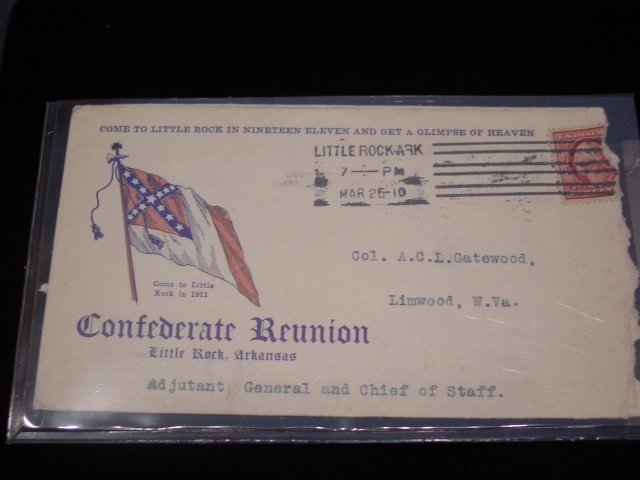 COME TO LITTLE ROCK IN NINETEEN ELEVEN AND GET A GLIMPSE OF HEAVEN
LITTLE ROCK-ARK
7 — PM
MAR 26-10
Col. A.C.L.Gatewood,
Limwood, W.Va.
Come to Little
Rock in 1911
Confederate Reunion
Little Rock, Arkansas
Adjutant General and Chief of Staff.